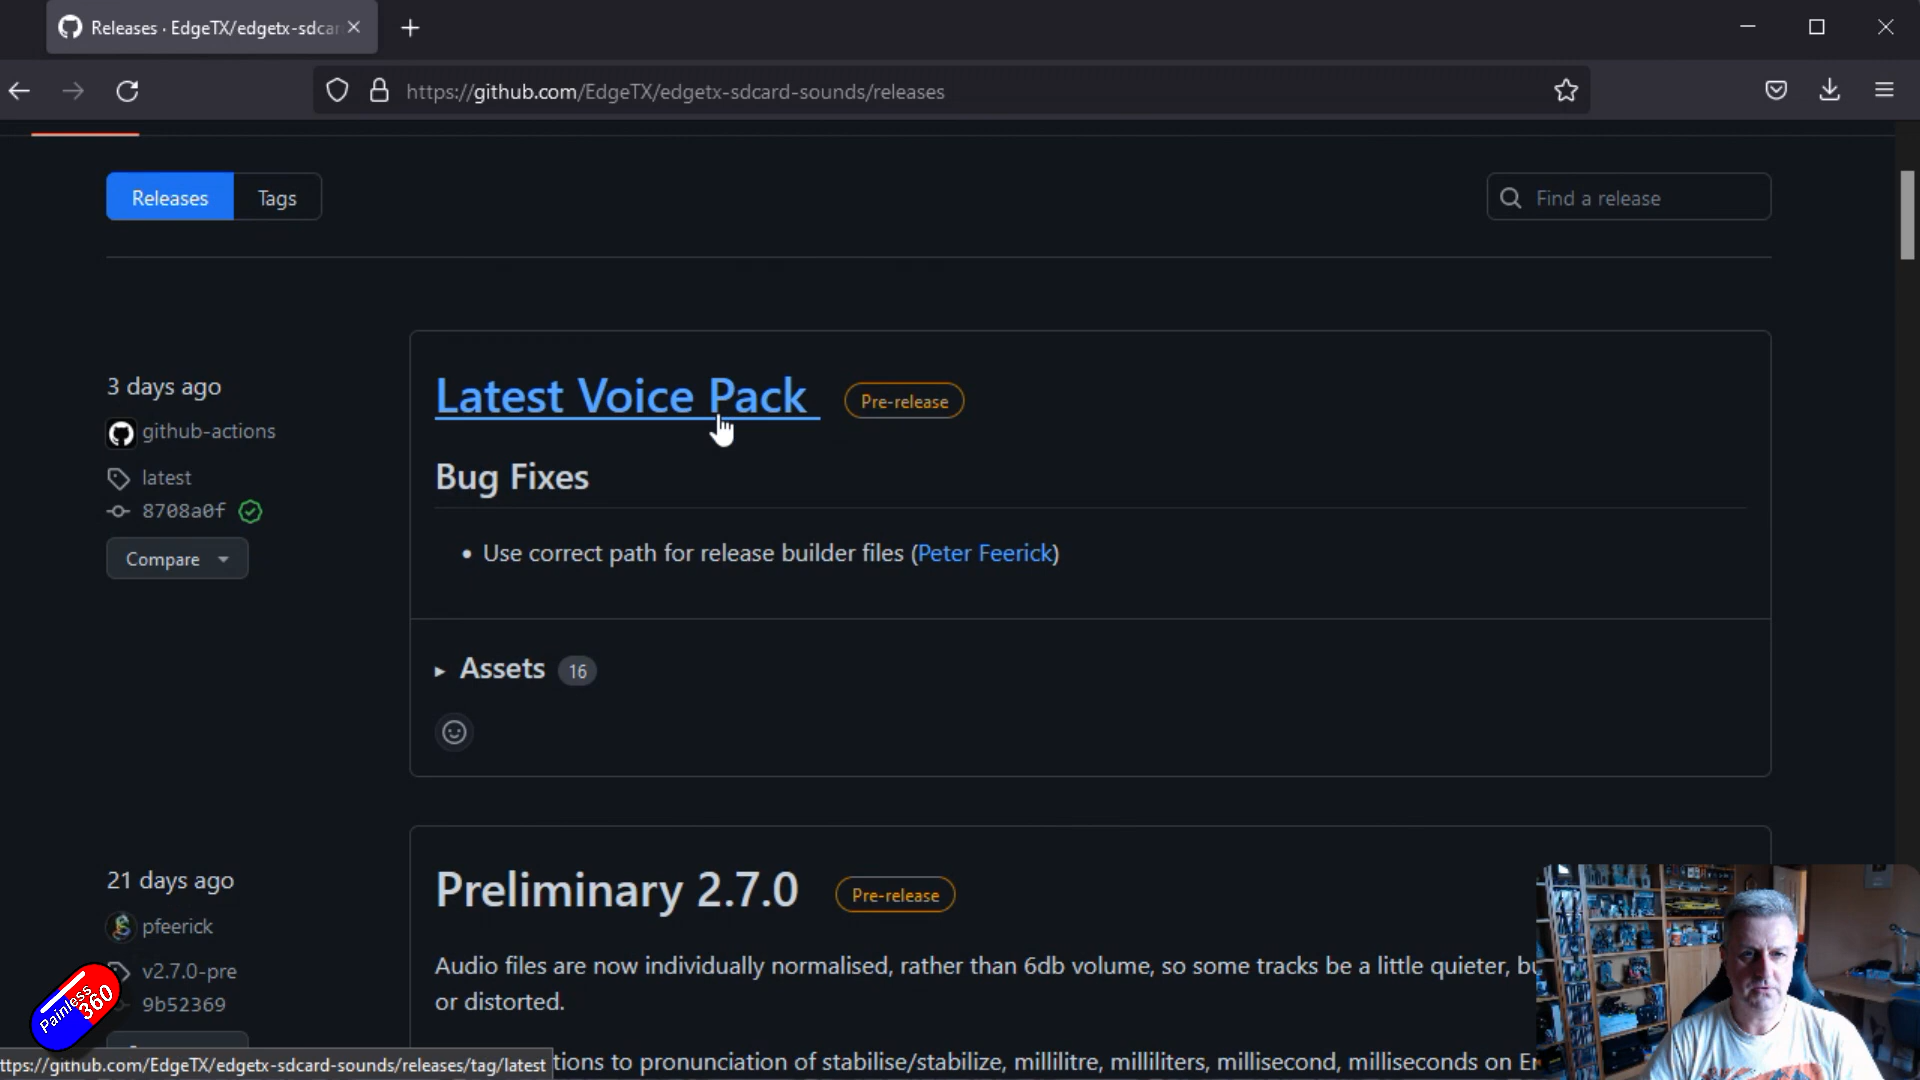 Releases · EdgeTX/edgetx-sdcar
https://github.com/EdgeTX/edgetx-sdcard-sounds/releases
Releases
Tags
Find a release
3 days ago
Latest Voice Pack
Pre-release
github-actions
latest
Bug Fixes
8708a0f
Compare
• Use correct path for release builder files (Peter Feerick)
Assets 16
21 days ago
Preliminary 2.7.0
Pre-release
pfeerick
v2.7.0-pre
Audio files are now individually normalised, rather than 6db volume, so some tracks be a little quieter, bu
or distorted.
9b52369
Painless
360
ttps://github.com/EdgeTX/edgetx-sdcard-sounds/releases/tag/latest
tions to pronunciation of stabilise/stabilize, millilitre, milliliters, millisecond, milliseconds on En